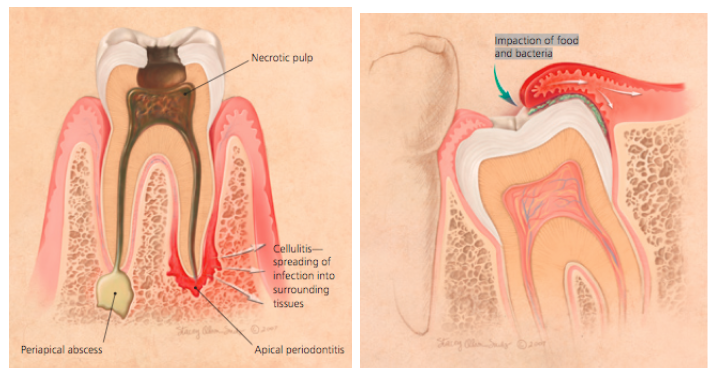 Necrotic pulp
Cellulitis—
spreading of
infection into
surrounding
tissues
Periapical abscess
Apical periodontitis
Impaction of food
and bacteria